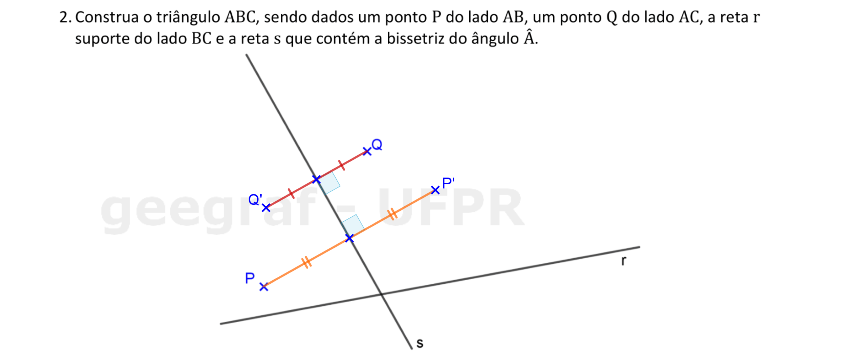 2. Construa o triângulo ABC, sendo dados um ponto P do lado AB, um ponto Q do lado AC, a reta r
suporte do lado BC e a reta s que contém a bissetriz do ângulo Â.
Q
Q'
P'
geegraf - UFPR
P
r
s